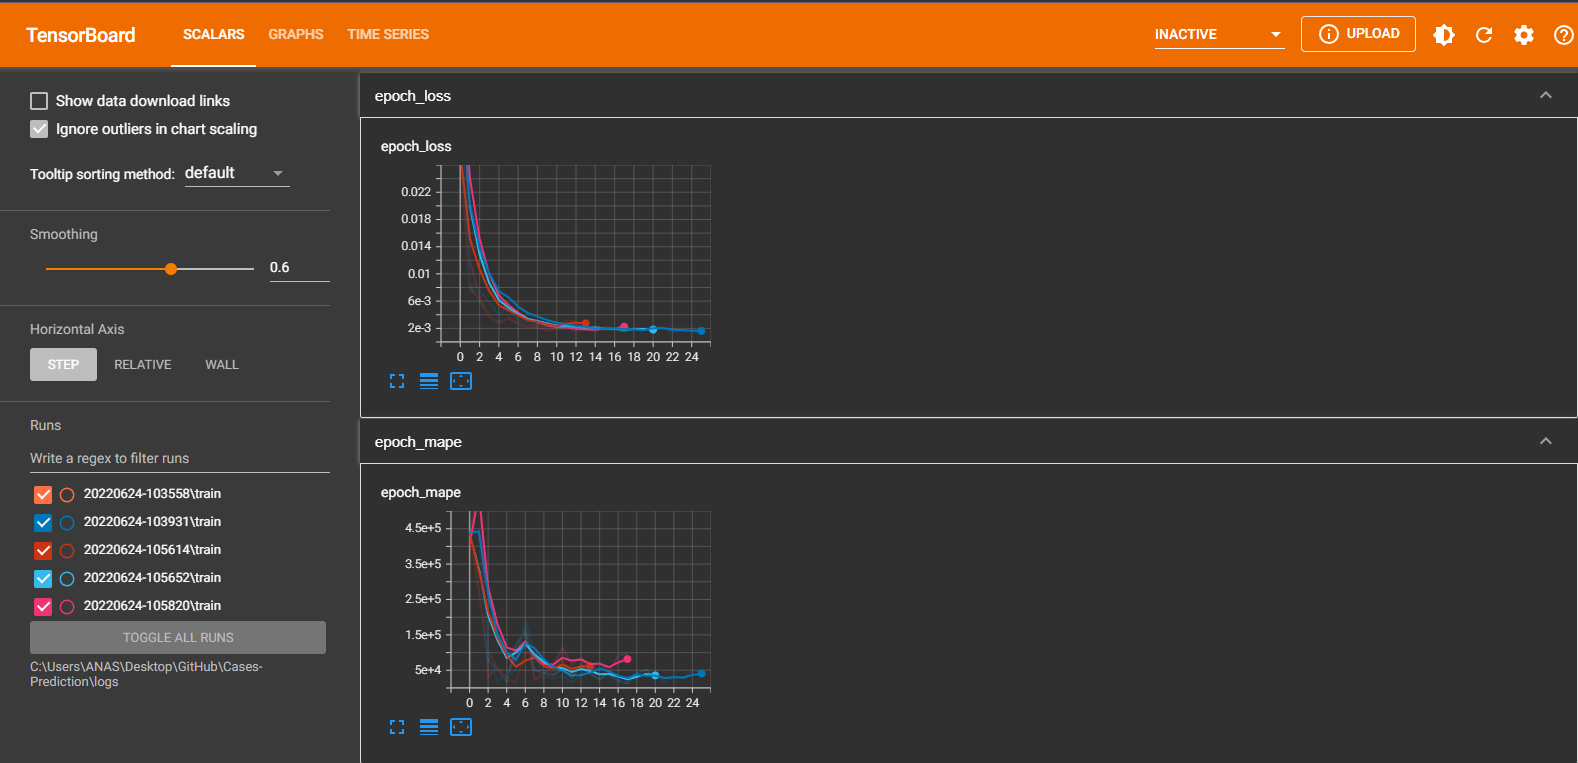 TensorBoard SCALARS GRAPHS TIME SERIES INACTIVE UPLOAD
Show data download links
Ignore outliers in chart scaling
Tooltip sorting method: default
Smoothing
0.6
Horizontal Axis
STEP RELATIVE WALL
Runs
Write a regex to filter runs
20220624-103558\train
20220624-103931\train
20220624-105614\train
20220624-105652\train
20220624-105820\train
TOGGLE ALL RUNS
C:\Users\ANAS\Desktop\GitHub\Cases-
Prediction\logs
epoch_loss
epoch_loss
0.022
0.018
0.014
0.01
6e-3
2e-3
0 2 4 6 8 10 12 14 16 18 20 22 24
epoch_mape
epoch_mape
4.5e+5
3.5e+5
2.5e+5
1.5e+5
5e+4
0 2 4 6 8 10 12 14 16 18 20 22 24